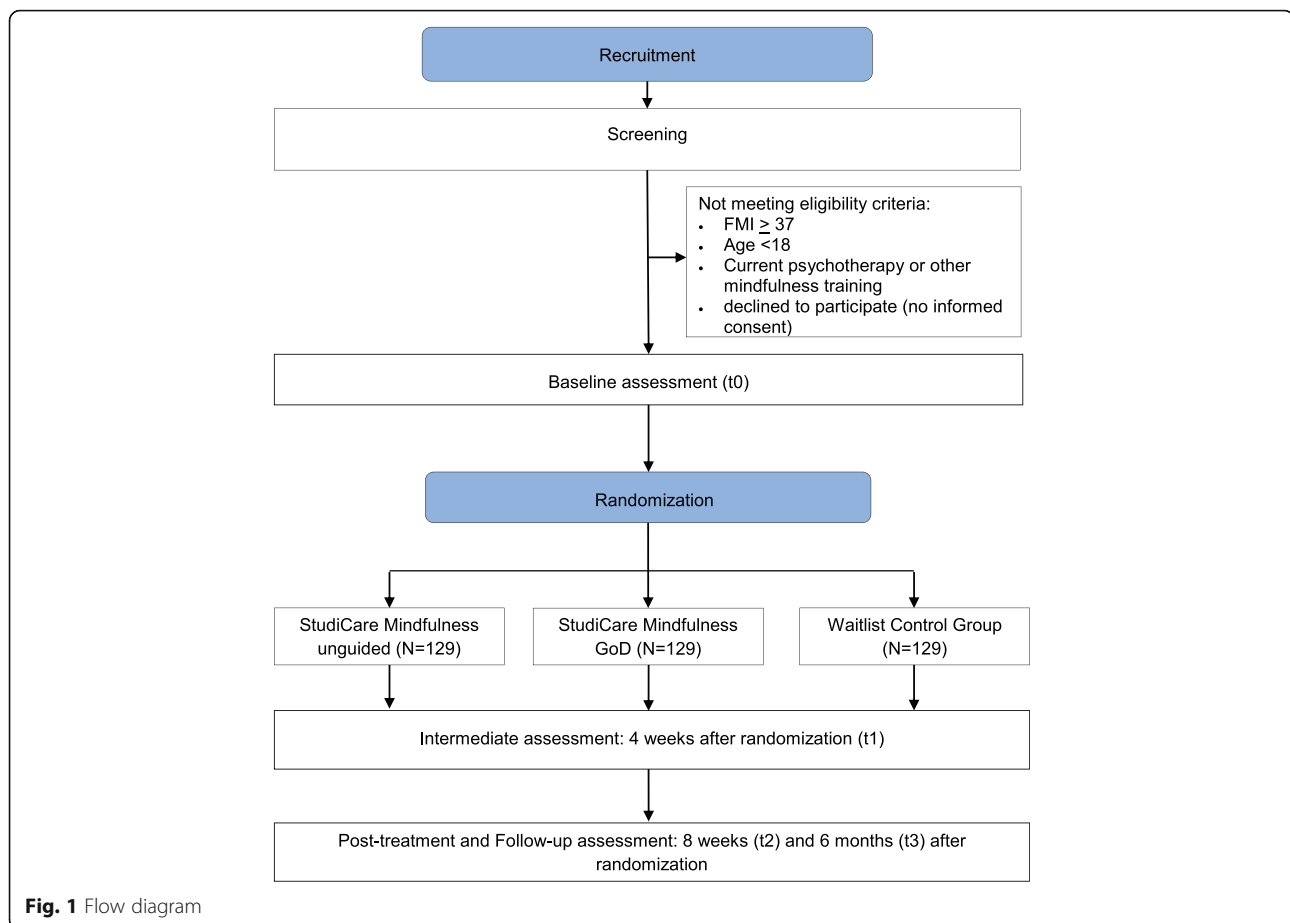 Recruitment
Screening
Not meeting eligibility criteria:
• FMI ≥ 37
• Age <18
• Current psychotherapy or other
mindfulness training
• declined to participate (no informed
consent)
Baseline assessment (t0)
Randomization
StudiCare Mindfulness
unguided (N=129)
StudiCare Mindfulness
GoD (N=129)
Waitlist Control Group
(N=129)
Intermediate assessment: 4 weeks after randomization (t1)
Post-treatment and Follow-up assessment: 8 weeks (t2) and 6 months (t3) after
randomization
Fig. 1 Flow diagram